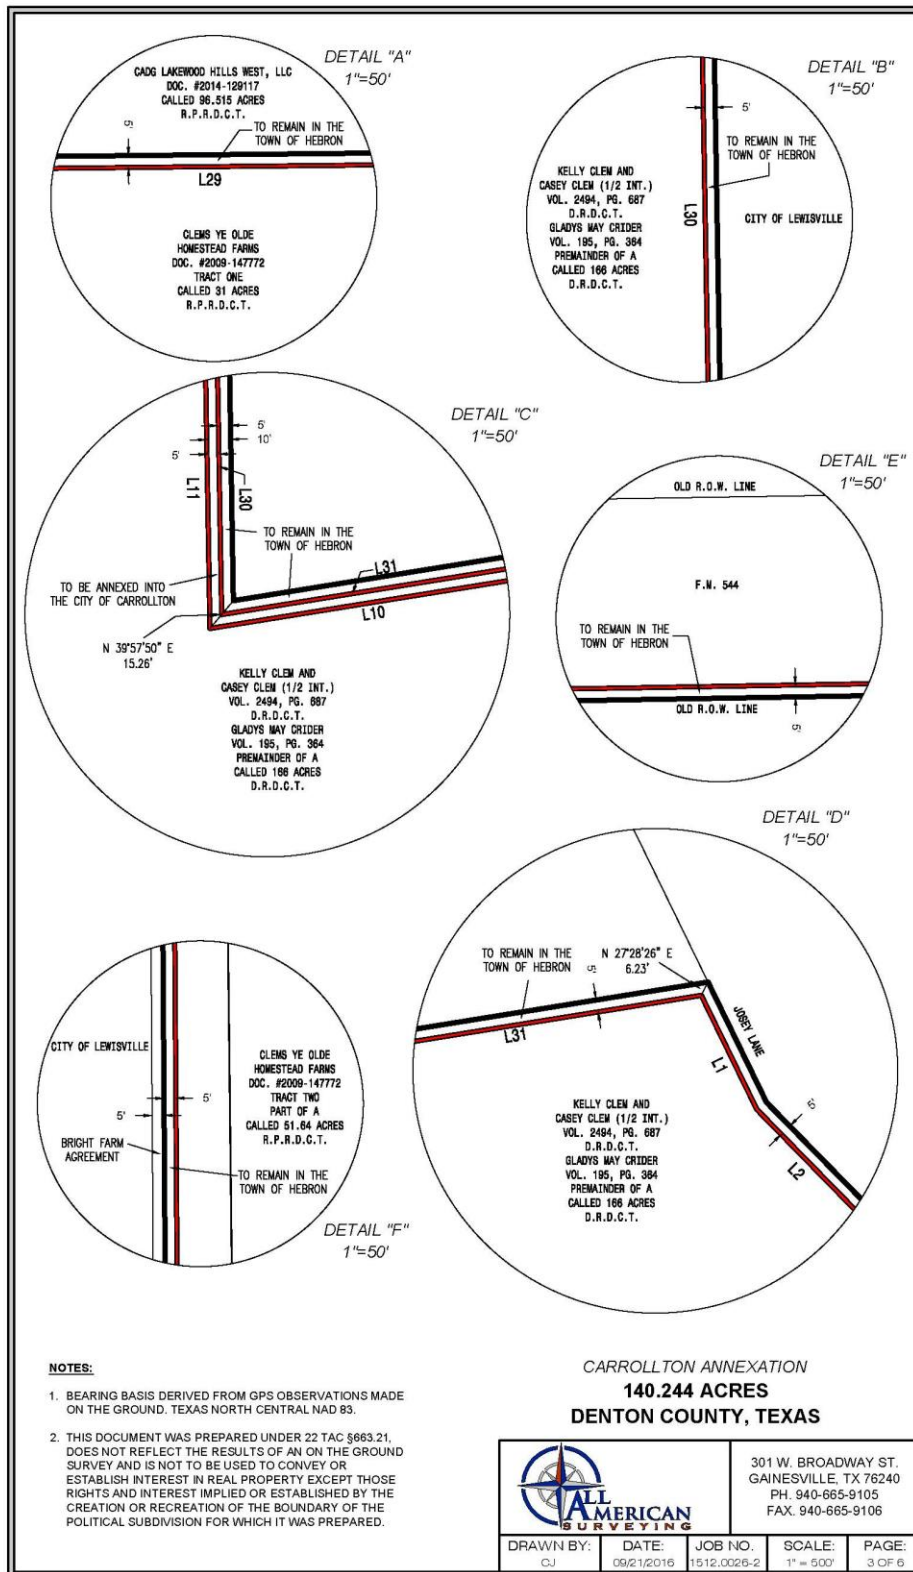 DETAIL "A"
1"=50'
CADG LAKEWOOD HILLS WEST, LLC
DOC. #2014-129117
CALLED 96.515 ACRES
R.P.R.D.C.T.
5'
TO REMAIN IN THE
TOWN OF HEBRON
L29
CLEMS YE OLDE
HOMESTEAD FARMS
DOC. #2009-147772
TRACT ONE
CALLED 31 ACRES
R.P.R.D.C.T.
DETAIL "B"
1"=50'
5'
TO REMAIN IN THE
TOWN OF HEBRON
KELLY CLEM AND
CASEY CLEM (1/2 INT.)
VOL. 2494, PG. 687
D.R.D.C.T.
GLADYS MAY CRIDER
VOL. 195, PG. 364
PREMAINDER OF A
CALLED 166 ACRES
D.R.D.C.T.
L30
CITY OF LEWISVILLE
DETAIL "C"
1"=50'
5'
10'
5'
L11
L30
TO REMAIN IN THE
TOWN OF HEBRON
L31
TO BE ANNEXED INTO
THE CITY OF CARROLLTON
L10
N 39°57'50" E
15.26'
KELLY CLEM AND
CASEY CLEM (1/2 INT.)
VOL. 2494, PG. 687
D.R.D.C.T.
GLADYS MAY CRIDER
VOL. 195, PG. 364
PREMAINDER OF A
CALLED 166 ACRES
D.R.D.C.T.
DETAIL "E"
1"=50'
OLD R.O.W. LINE
F.M. 544
TO REMAIN IN THE
TOWN OF HEBRON
OLD R.O.W. LINE
5'
DETAIL "D"
1"=50'
TO REMAIN IN THE
TOWN OF HEBRON
N 27°28'26" E
6.23'
5'
L31
JOSEY LANE
L1
5'
L2
KELLY CLEM AND
CASEY CLEM (1/2 INT.)
VOL. 2494, PG. 687
D.R.D.C.T.
GLADYS MAY CRIDER
VOL. 195, PG. 364
PREMAINDER OF A
CALLED 166 ACRES
D.R.D.C.T.
CITY OF LEWISVILLE
CLEMS YE OLDE
HOMESTEAD FARMS
DOC. #2009-147772
TRACT TWO
PART OF A
CALLED 51.64 ACRES
R.P.R.D.C.T.
5'
5'
BRIGHT FARM
AGREEMENT
TO REMAIN IN THE
TOWN OF HEBRON
DETAIL "F"
1"=50'
NOTES:
1. BEARING BASIS DERIVED FROM GPS OBSERVATIONS MADE
ON THE GROUND. TEXAS NORTH CENTRAL NAD 83.
2. THIS DOCUMENT WAS PREPARED UNDER 22 TAC §663.21,
DOES NOT REFLECT THE RESULTS OF AN ON THE GROUND
SURVEY AND IS NOT TO BE USED TO CONVEY OR
ESTABLISH INTEREST IN REAL PROPERTY EXCEPT THOSE
RIGHTS AND INTEREST IMPLIED OR ESTABLISHED BY THE
CREATION OR RECREATION OF THE BOUNDARY OF THE
POLITICAL SUBDIVISION FOR WHICH IT WAS PREPARED.
CARROLLTON ANNEXATION
140.244 ACRES
DENTON COUNTY, TEXAS
ALL
AMERICAN
SURVEYING
301 W. BROADWAY ST.
GAINESVILLE, TX 76240
PH. 940-665-9105
FAX. 940-665-9106
DRAWN BY:
CJ
DATE:
09/21/2016
JOB NO.
1512.0026-2
SCALE:
1" = 500'
PAGE:
3 OF 6